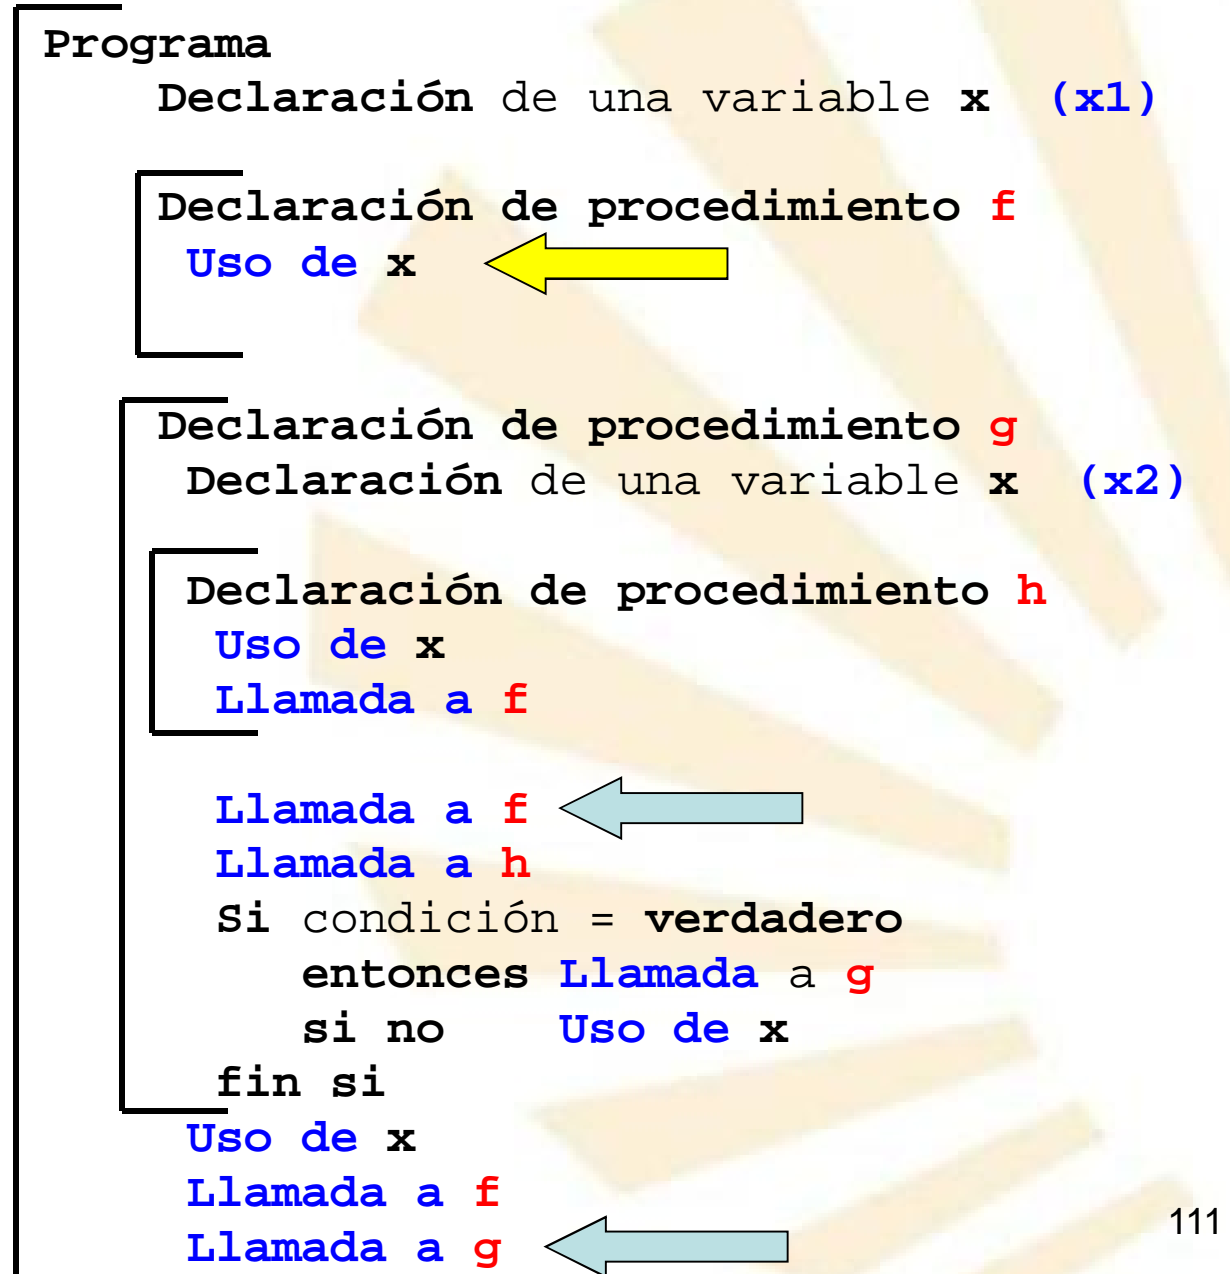 Programa
Declaración de una variable x (x1)
Declaración de procedimiento f
Uso de x
Declaración de procedimiento g
Declaración de una variable x (x2)
Declaración de procedimiento h
Uso de x
Llamada a f
Llamada a f
Llamada a h
Si condición = verdadero
entonces Llamada a g
si no Uso de x
fin si
Uso de x
Llamada a f
Llamada a g
111